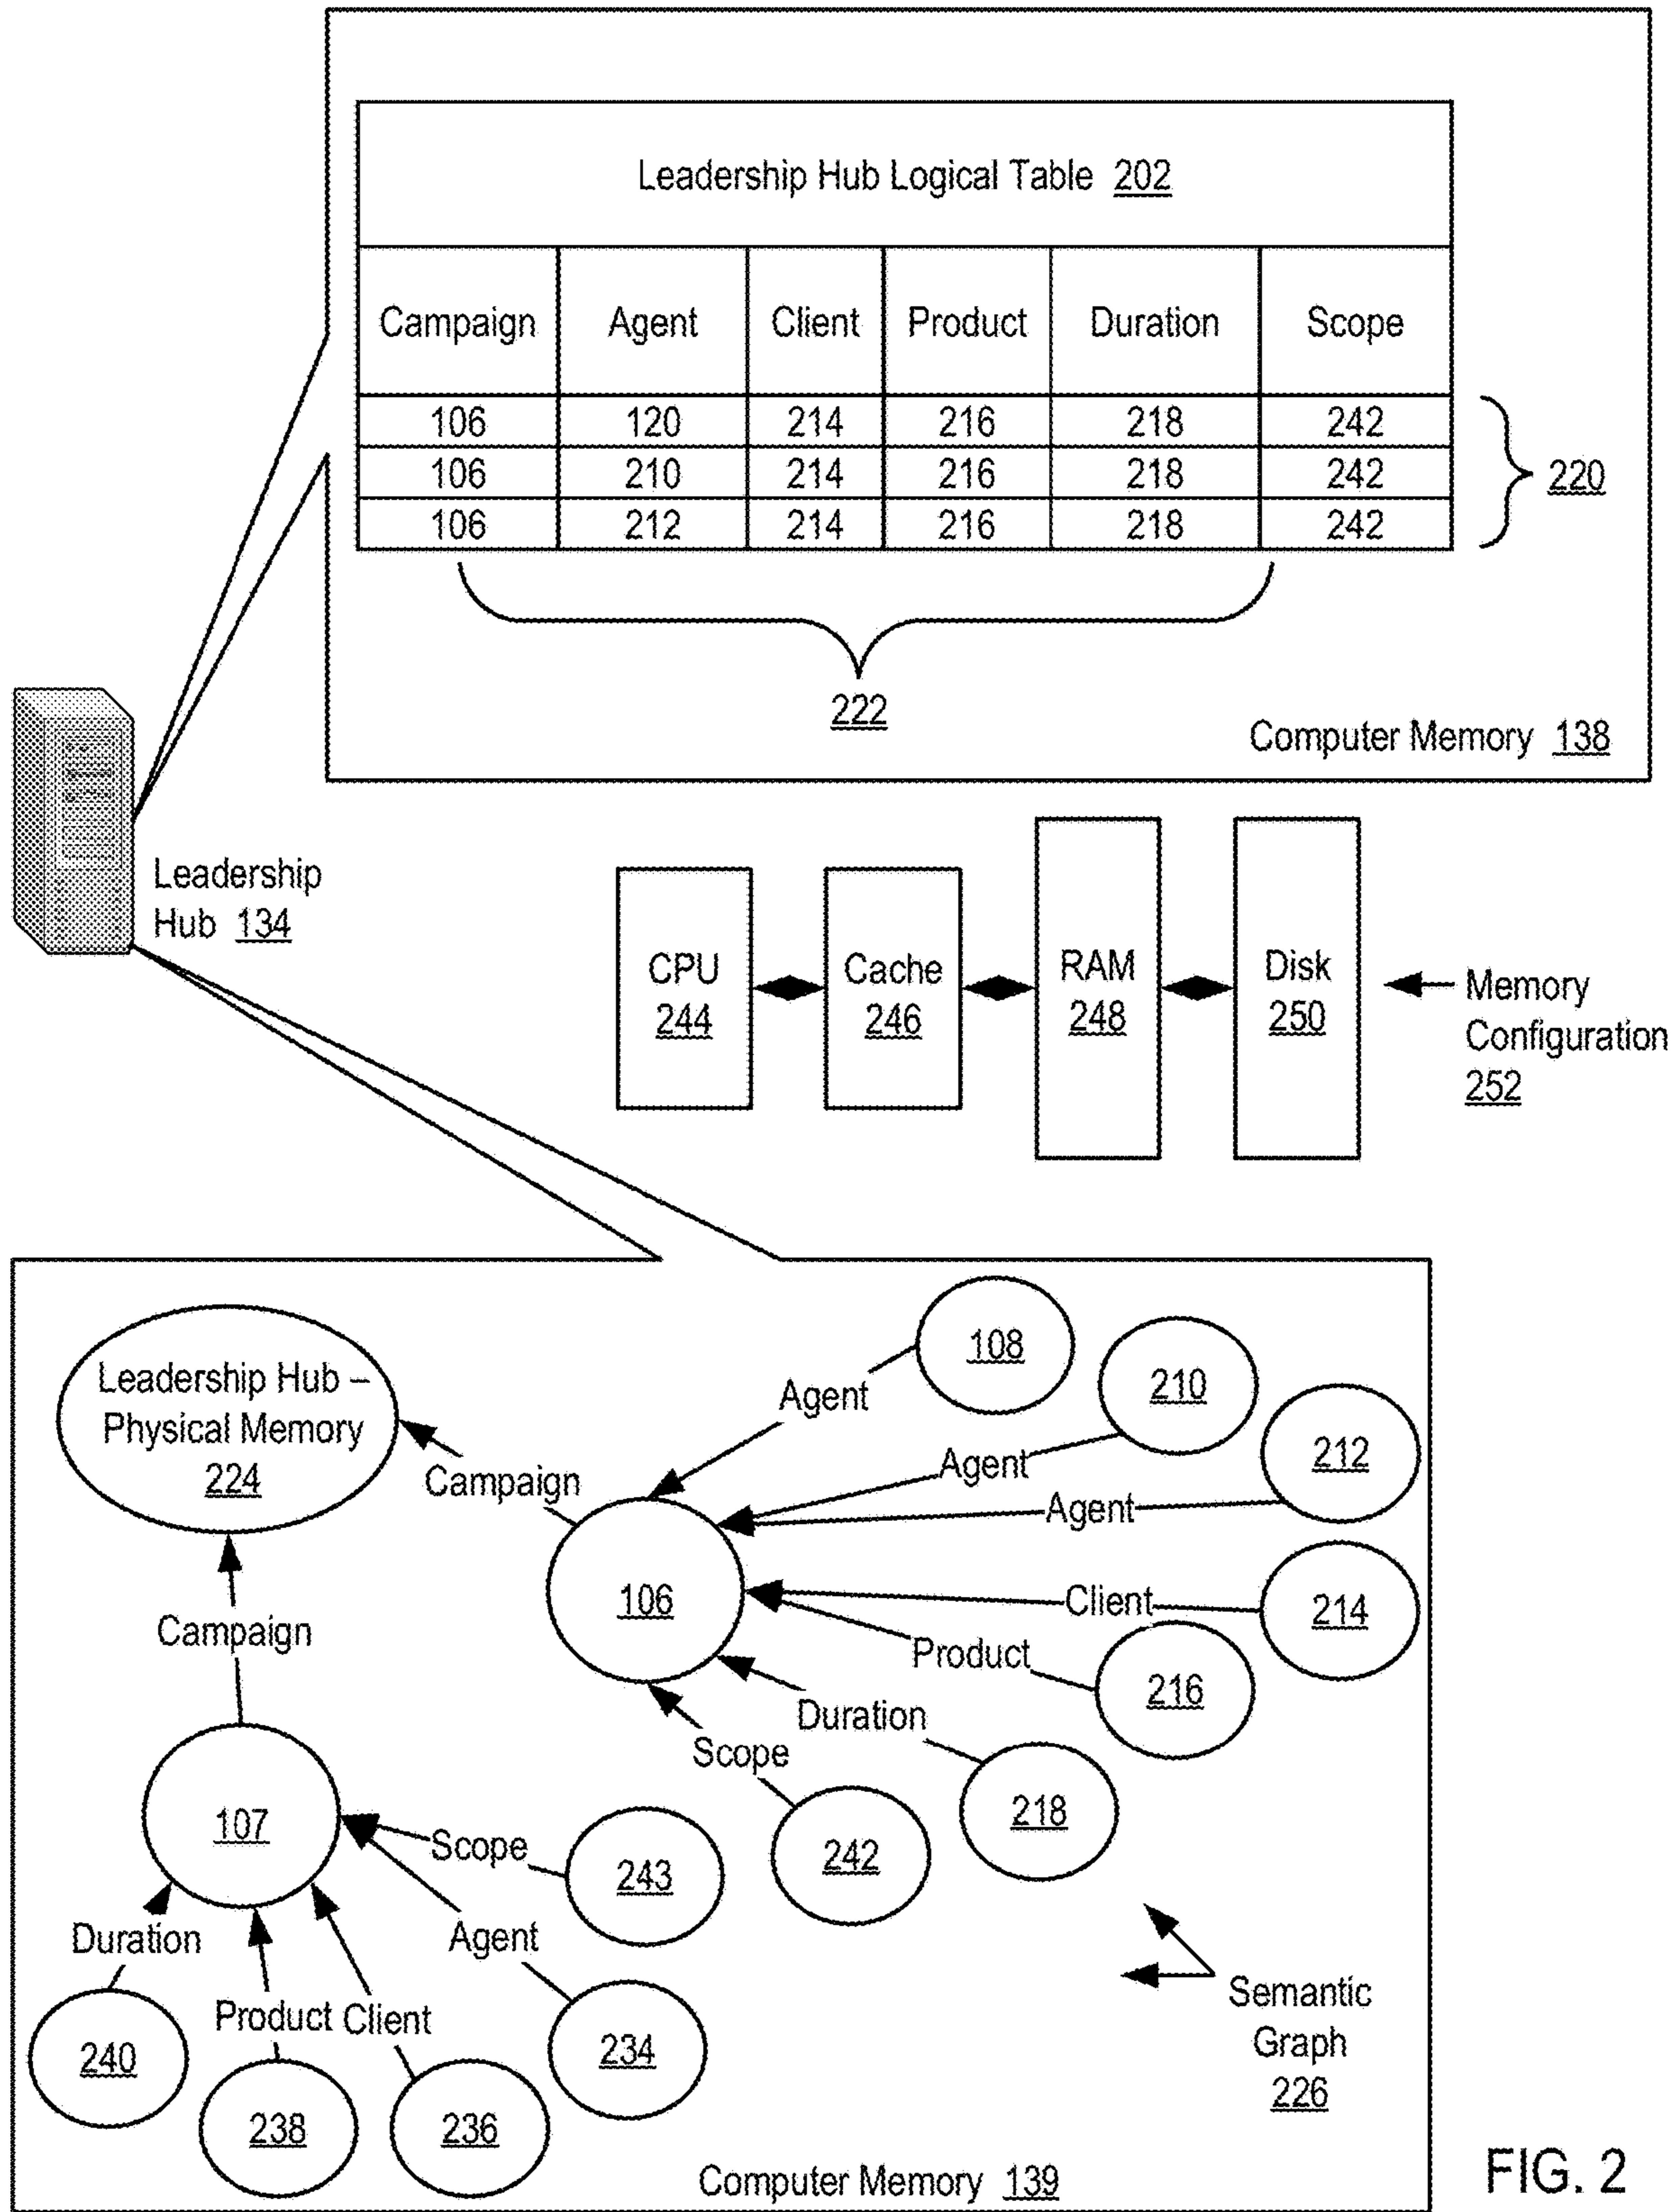 Leadership Hub Logical Table 202
Campaign Agent Client Product Duration Scope
106 120 214 216 218 242
106 210 214 216 218 242
106 212 214 216 218 242
220
222
Computer Memory 138
Leadership
Hub 134
CPU
244
Cache
246
RAM
248
Disk
250
Memory
Configuration
252
Leadership Hub –
Physical Memory
224
Campaign
Campaign
106
Agent
108
Agent
210
Agent
212
Client
214
Product
216
Duration
218
Scope
242
107
Scope
243
Agent
234
Client
236
Product
238
Duration
240
Semantic
Graph
226
Computer Memory 139
FIG. 2